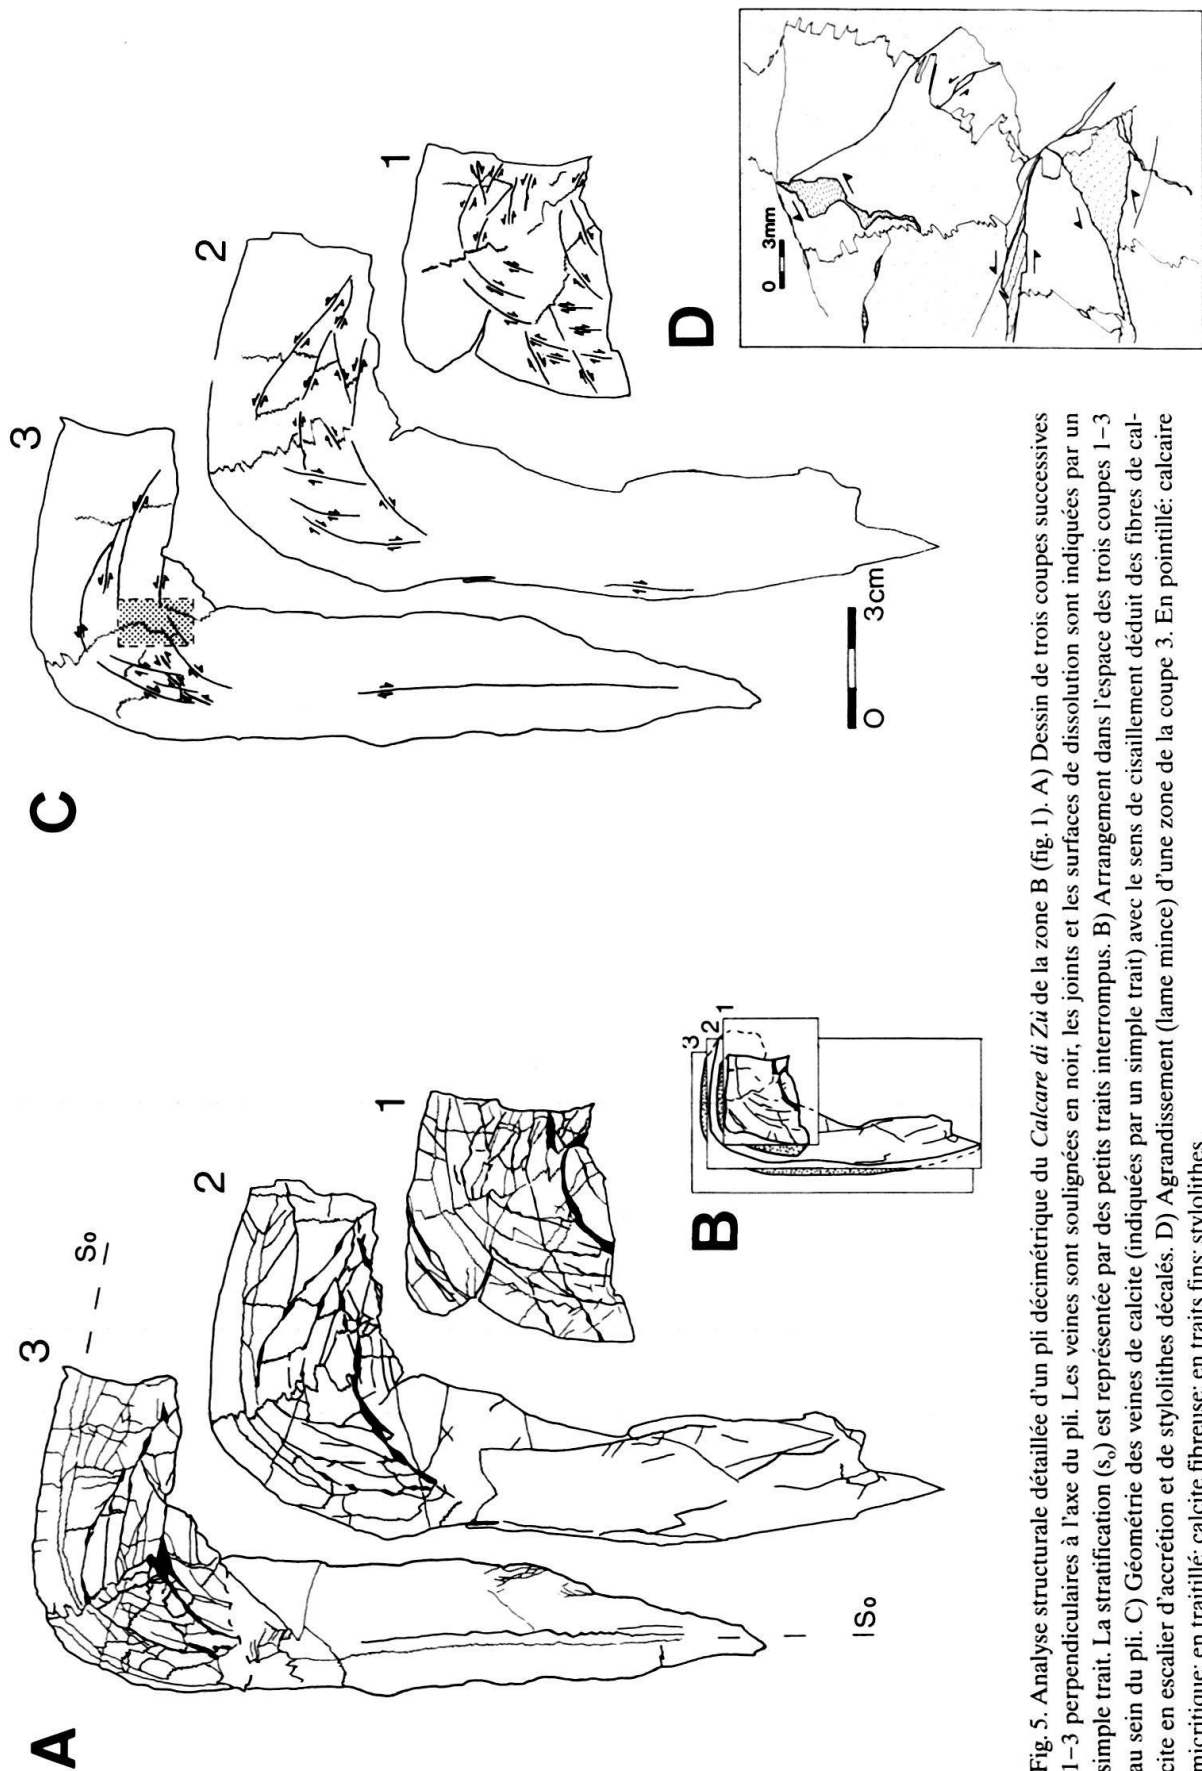 A
3
So
2
1
B
3
2
1
So
C
3
2
1
0 3cm
D
0 3mm
Fig. 5. Analyse structurale détaillée d'un pli décimétrique du Calcare di Zù de la zone B (fig. 1). A) Dessin de trois coupes successives
1–3 perpendiculaires à l'axe du pli. Les veines sont soulignées en noir, les joints et les surfaces de dissolution sont indiquées par un
simple trait. La stratification (s₀) est représentée par des petits traits interrompus. B) Arrangement dans l'espace des trois coupes 1–3
au sein du pli. C) Géométrie des veines de calcite (indiquées par un simple trait) avec le sens de cisaillement déduit des fibres de cal-
cite en escalier d'accrétion et de stylolithes décalés. D) Agrandissement (lame mince) d'une zone de la coupe 3. En pointillé: calcaire
micritique; en traitillé: calcite fibreuse; en traits fins: stylolithes